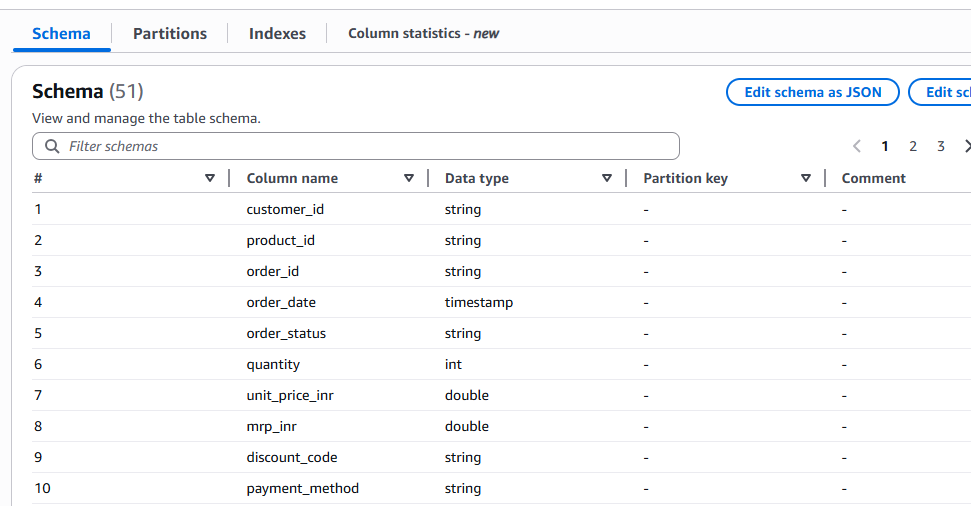 Schema Partitions Indexes Column statistics - new
Schema (51) Edit schema as JSON Edit sc
View and manage the table schema.
Filter schemas 1 2 3
# Column name Data type Partition key Comment
1 customer_id string - -
2 product_id string - -
3 order_id string - -
4 order_date timestamp - -
5 order_status string - -
6 quantity int - -
7 unit_price_inr double - -
8 mrp_inr double - -
9 discount_code string - -
10 payment_method string - -